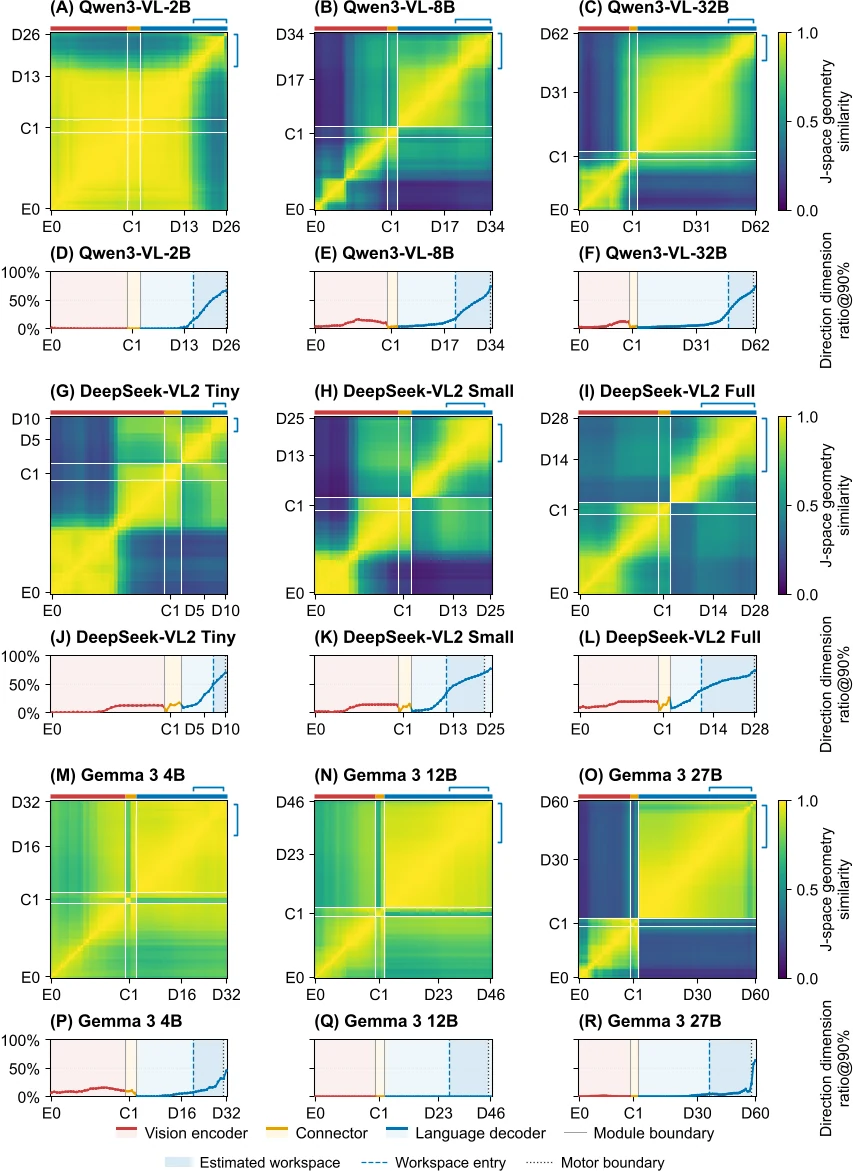 (A) Qwen3-VL-2B (B) Qwen3-VL-8B (C) Qwen3-VL-32B
D26 D34 D62 1.0
D13 D17 D31 0.5
C1 C1 C1 0.0
E0 E0 E0 J-space geometry similarity
E0 C1 D13 D26 E0 C1 D17 D34 E0 C1 D31 D62
(D) Qwen3-VL-2B (E) Qwen3-VL-8B (F) Qwen3-VL-32B
100%
50%
0%
Direction dimension ratio@90%
E0 C1 D13 D26 E0 C1 D17 D34 E0 C1 D31 D62
(G) DeepSeek-VL2 Tiny (H) DeepSeek-VL2 Small (I) DeepSeek-VL2 Full
D10 D25 D28 1.0
D5 D13 D14 0.5
C1 C1 C1 0.0
E0 E0 E0 J-space geometry similarity
E0 C1 D5 D10 E0 C1 D13 D25 E0 C1 D14 D28
(J) DeepSeek-VL2 Tiny (K) DeepSeek-VL2 Small (L) DeepSeek-VL2 Full
100%
50%
0%
Direction dimension ratio@90%
E0 C1 D5 D10 E0 C1 D13 D25 E0 C1 D14 D28
(M) Gemma 3 4B (N) Gemma 3 12B (O) Gemma 3 27B
D32 D46 D60 1.0
D16 D23 D30 0.5
C1 C1 C1 0.0
E0 E0 E0 J-space geometry similarity
E0 C1 D16 D32 E0 C1 D23 D46 E0 C1 D30 D60
(P) Gemma 3 4B (Q) Gemma 3 12B (R) Gemma 3 27B
100%
50%
0%
Direction dimension ratio@90%
E0 C1 D16 D32 E0 C1 D23 D46 E0 C1 D30 D60
Vision encoder Connector Language decoder Module boundary
Estimated workspace Workspace entry Motor boundary